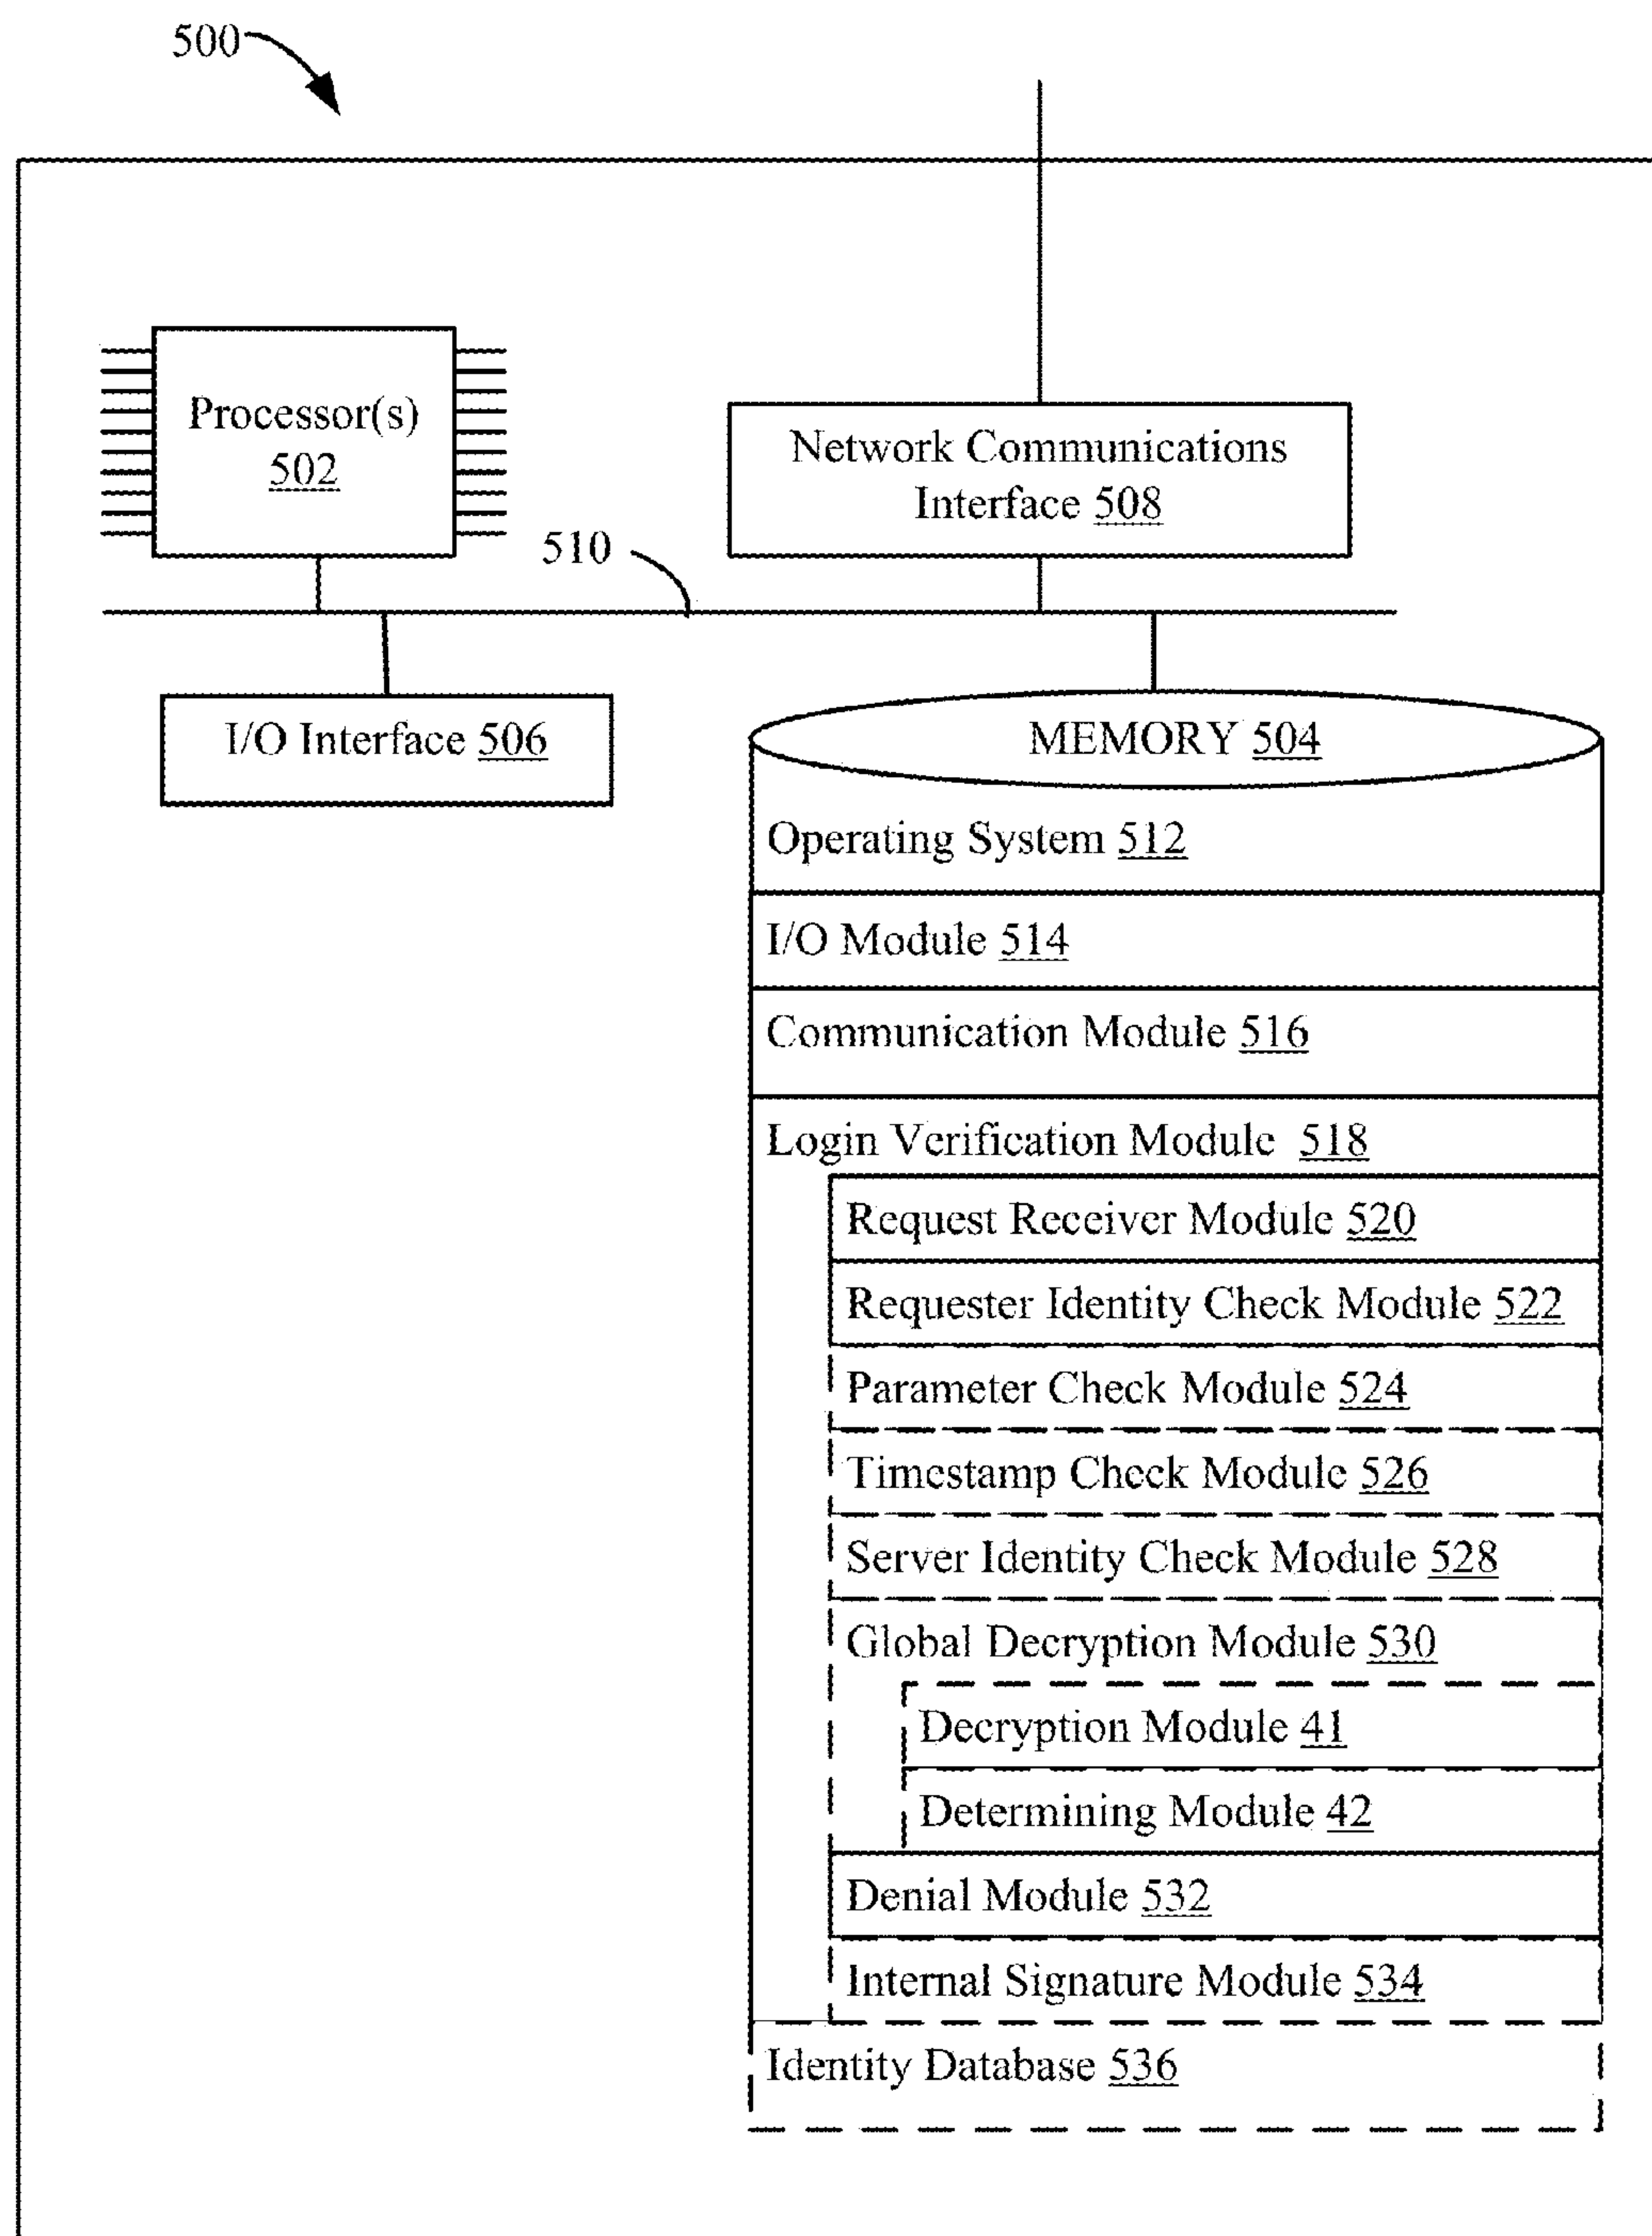 500
Processor(s)
502
Network Communications
Interface 508
510
I/O Interface 506
MEMORY 504
Operating System 512
I/O Module 514
Communication Module 516
Login Verification Module 518
Request Receiver Module 520
Requester Identity Check Module 522
Parameter Check Module 524
Timestamp Check Module 526
Server Identity Check Module 528
Global Decryption Module 530
Decryption Module 41
Determining Module 42
Denial Module 532
Internal Signature Module 534
Identity Database 536